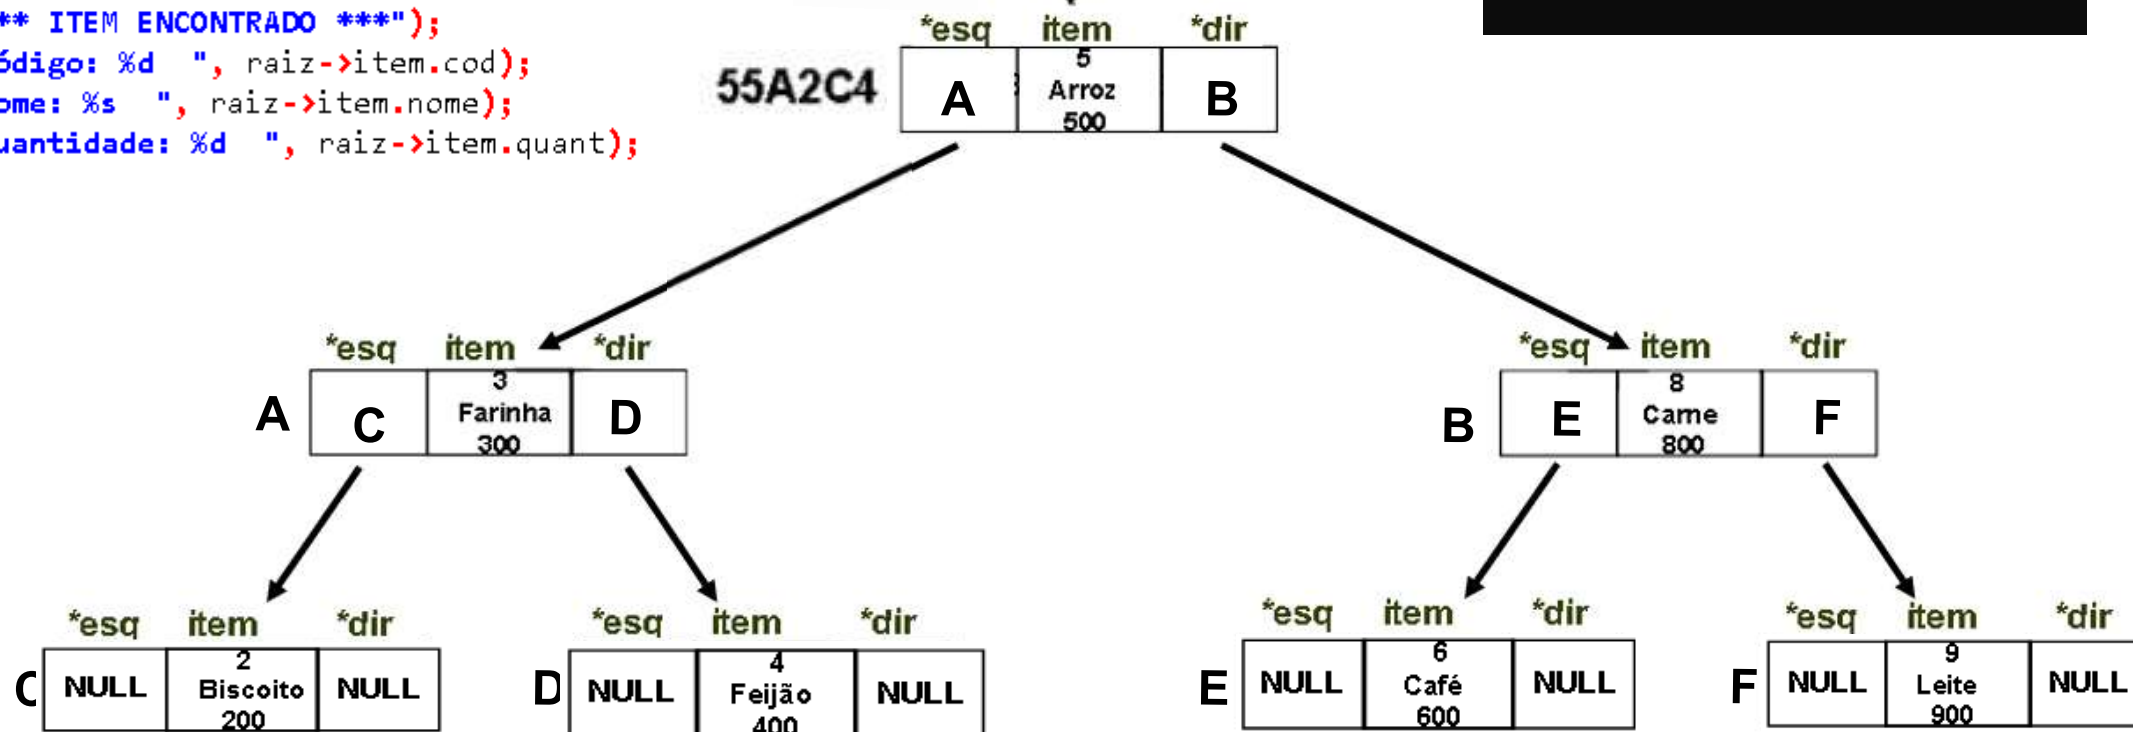 ** ITEM ENCONTRADO ***");
ódigo: %d ", raiz->item.cod);
ome: %s ", raiz->item.nome);
uantidade: %d ", raiz->item.quant);
*esq item *dir
55A2C4
A
5
Arroz
500
B
*esq item *dir
A
C
3
Farinha
300
D
*esq item *dir
B
E
8
Carne
800
F
*esq item *dir
C
NULL
2
Biscoito
200
NULL
*esq item *dir
D
NULL
4
Feijão
400
NULL
*esq item *dir
E
NULL
6
Café
600
NULL
*esq item *dir
F
NULL
9
Leite
900
NULL